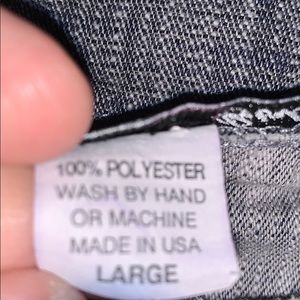 100% POLYESTER
WASH BY HAND
OR MACHINE
MADE IN USA
LARGE